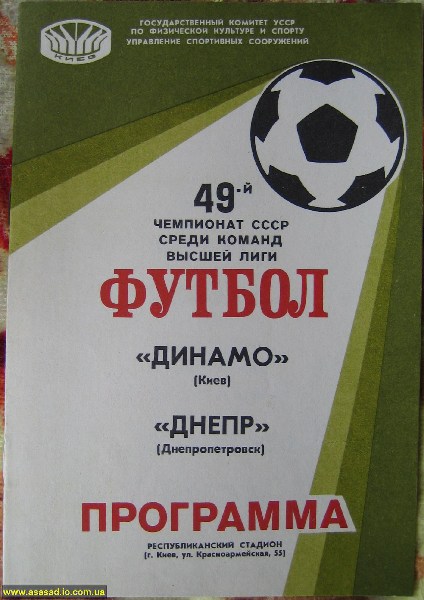 ГОСУДАРСТВЕННЫЙ КОМИТЕТ УССР
ПО ФИЗИЧЕСКОЙ КУЛЬТУРЕ И СПОРТУ
УПРАВЛЕНИЕ СПОРТИВНЫХ СООРУЖЕНИЙ
КИЕВ
49-й
ЧЕМПИОНАТ СССР
СРЕДИ КОМАНД
ВЫСШЕЙ ЛИГИ
ФУТБОЛ
«ДИНАМО»
(Киев)
«ДНЕПР»
(Днепропетровск)
ПРОГРАММА
РЕСПУБЛИКАНСКИЙ СТАДИОН
(г. Киев, ул. Красноармейская, 55)
www.asasad.io.com.ua